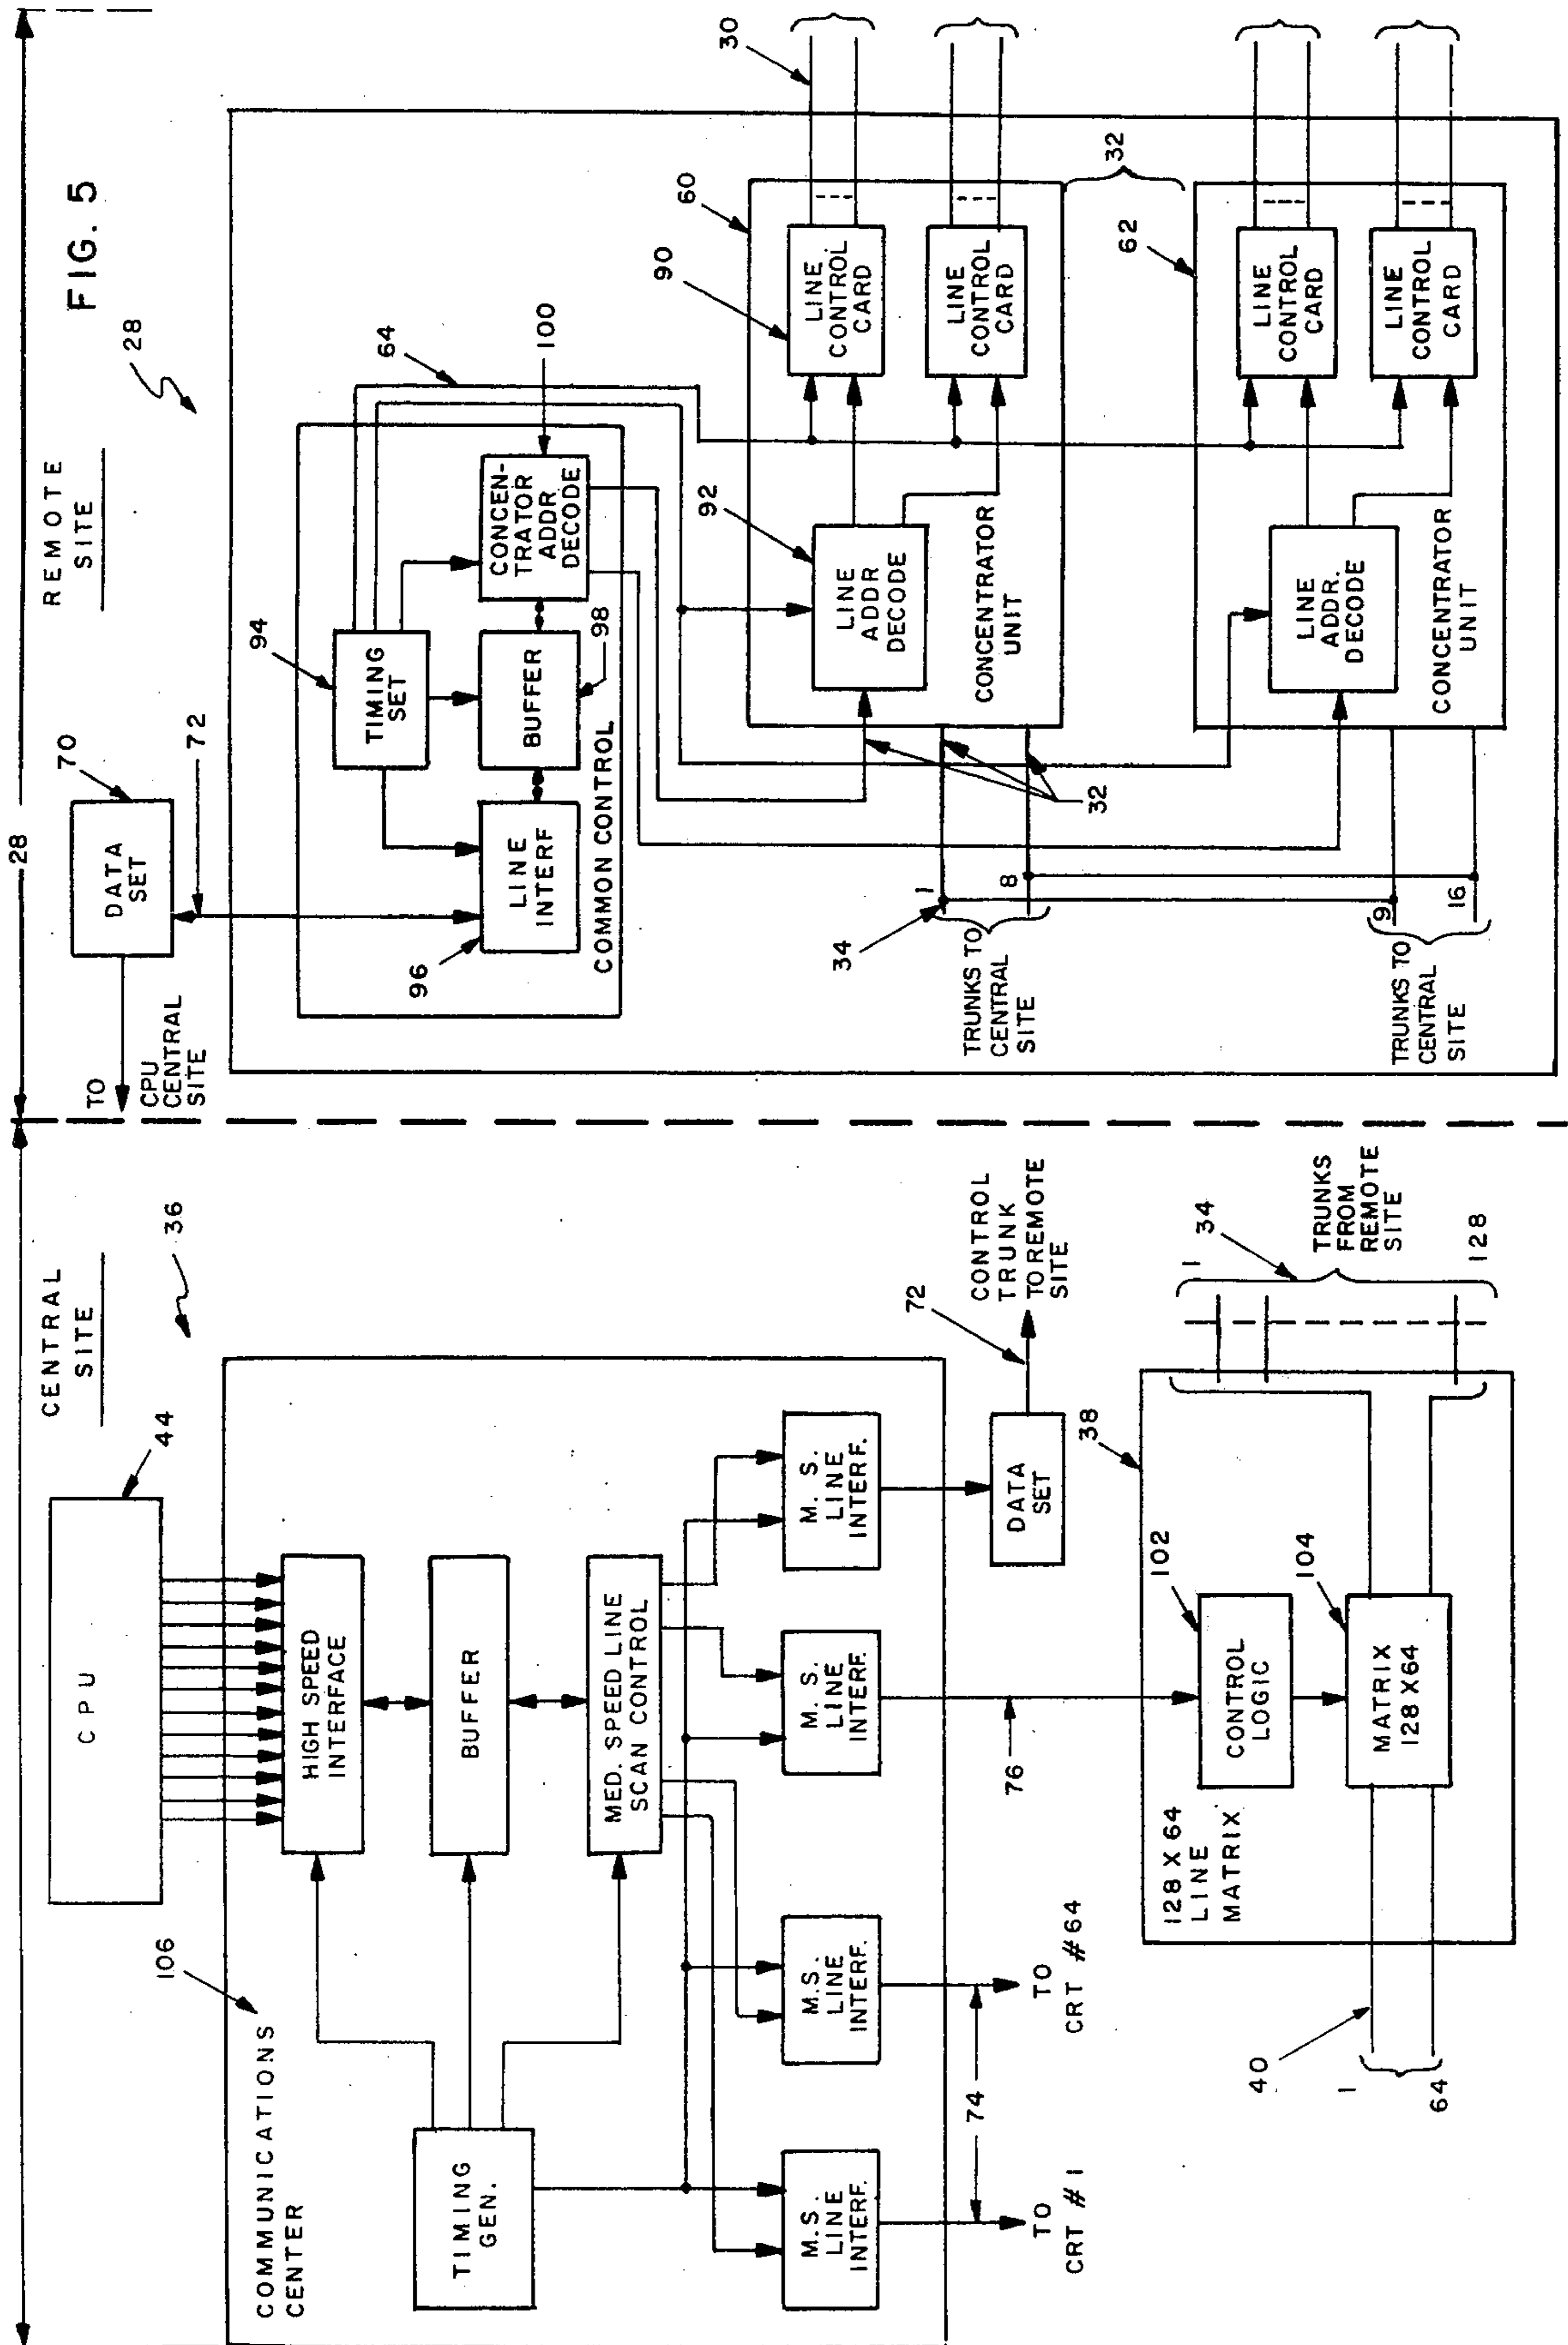 FIG. 5
28
CENTRAL
SITE
36
CPU
44
106
COMMUNICATIONS
CENTER
HIGH SPEED
INTERFACE
BUFFER
TIMING
GEN.
MED. SPEED LINE
SCAN CONTROL
M.S.
LINE
INTERF.
M.S.
LINE
INTERF.
M. S.
LINE
INTERF.
M. S.
LINE
INTERF.
74
TO
CRT #1
TO
CRT #64
76
DATA
SET
72
CONTROL
TRUNK
TO REMOTE
SITE
38
128 X 64
LINE
MATRIX
102
CONTROL
LOGIC
104
MATRIX
128 X 64
40
1
64
1
34
128
TRUNKS
FROM
REMOTE
SITE
REMOTE
SITE
28
70
DATA
SET
TO
CPU
CENTRAL
SITE
72
94
TIMING
SET
64
96
LINE
INTERF
BUFFER
98
CONCEN-
TRATOR
ADDR
DECODE
100
COMMON CONTROL
60
92
LINE
ADDR
DECODE
90
LINE
CONTROL
CARD
30
LINE
CONTROL
CARD
CONCENTRATOR
UNIT
32
32
34
1
8
TRUNKS TO
CENTRAL
SITE
62
LINE
ADDR.
DECODE
LINE
CONTROL
CARD
LINE
CONTROL
CARD
CONCENTRATOR
UNIT
9
16
TRUNKS TO
CENTRAL
SITE